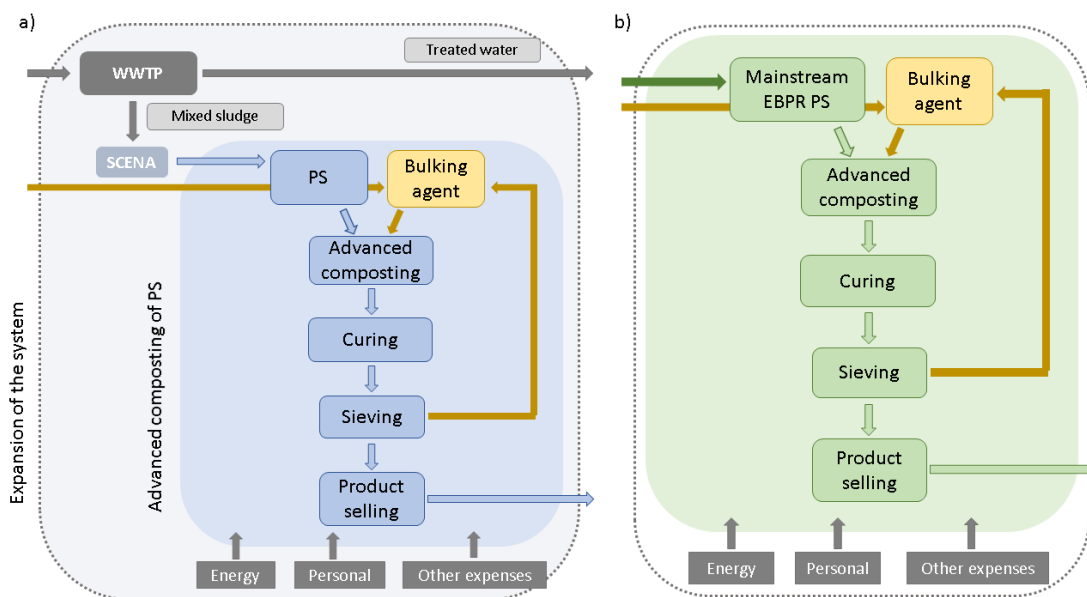 a)
Treated water
WWTP
Mixed sludge
SCENA
PS
Bulking
agent
Advanced
composting
Curing
Sieving
Product
selling
Expansion of the system
Advanced composting of PS
Energy
Personal
Other expenses
b)
Mainstream
EBPR PS
Bulking
agent
Advanced
composting
Curing
Sieving
Product
selling
Energy
Personal
Other expenses